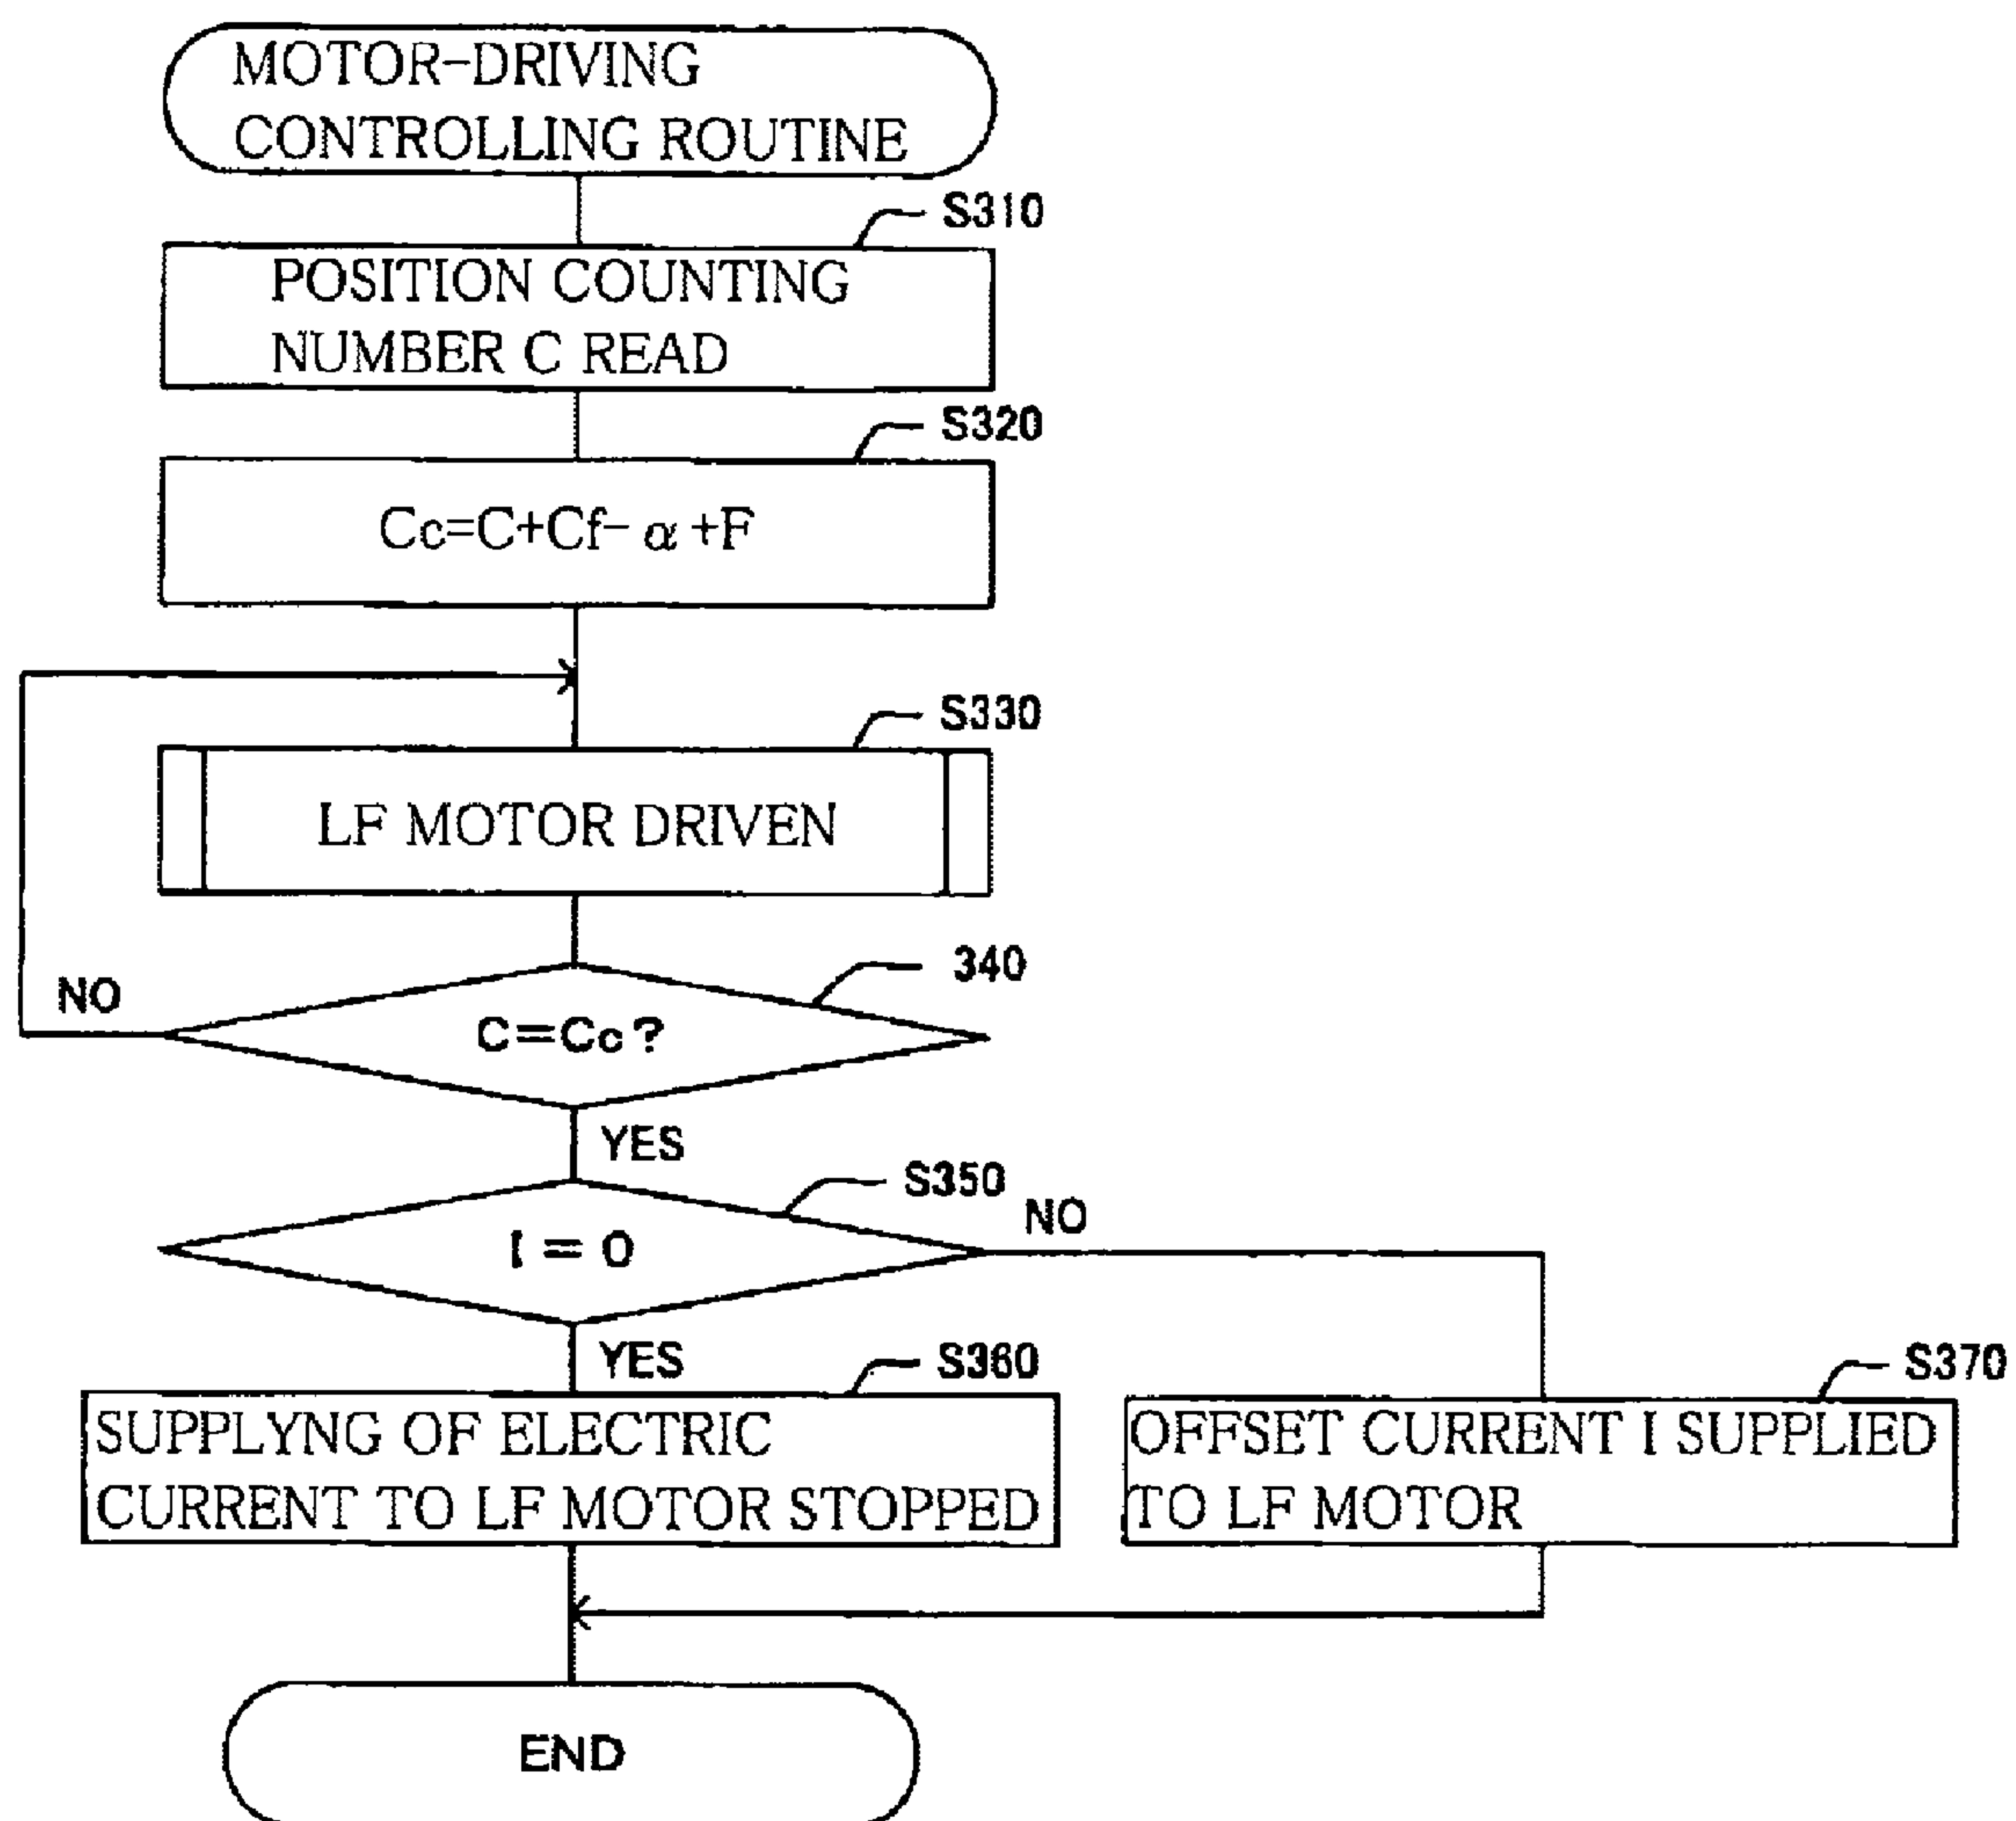 MOTOR-DRIVING
CONTROLLING ROUTINE
S310
POSITION COUNTING
NUMBER C READ
S320
Cc=C+Cf-α+F
S330
LF MOTOR DRIVEN
340
NO
C=Cc?
YES
S350
NO
I=0
YES
S360
S370
SUPPLYNG OF ELECTRIC
CURRENT TO LF MOTOR STOPPED
OFFSET CURRENT I SUPPLIED
TO LF MOTOR
END